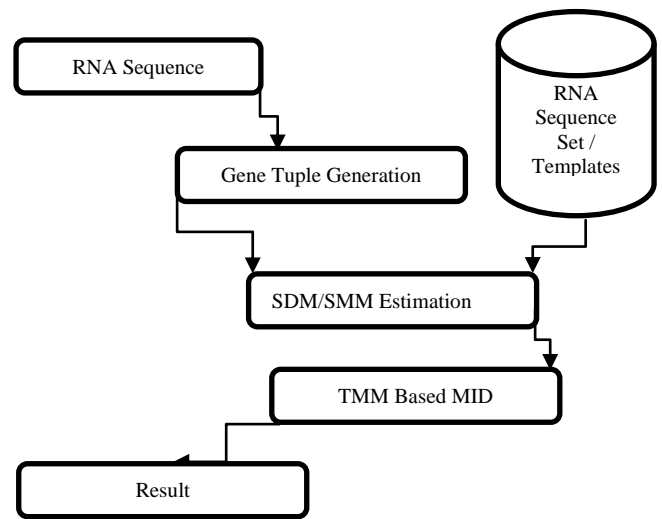 RNA Sequence
RNA
Sequence
Set /
Templates
Gene Tuple Generation
SDM/SMM Estimation
TMM Based MID
Result